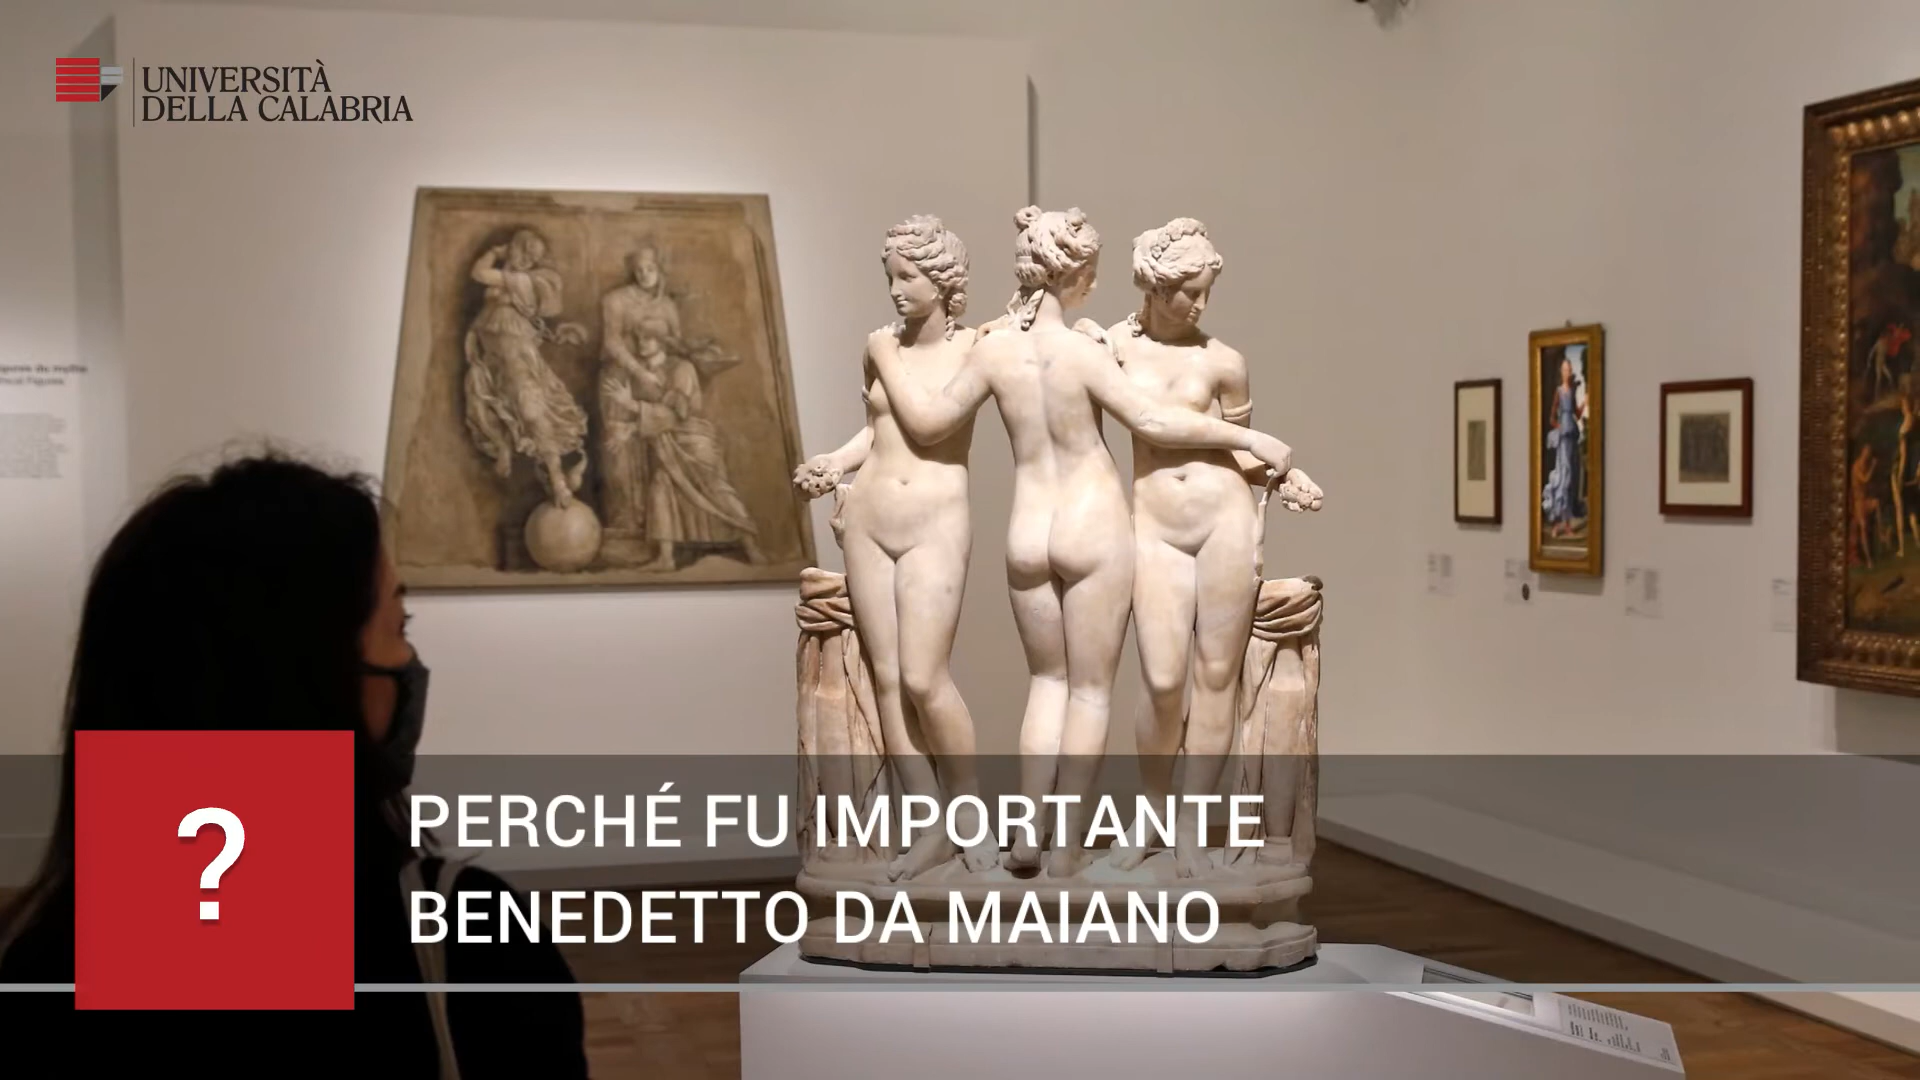 UNIVERSITÀ
DELLA CALABRIA
?
PERCHÉ FU IMPORTANTE
BENEDETTO DA MAIANO